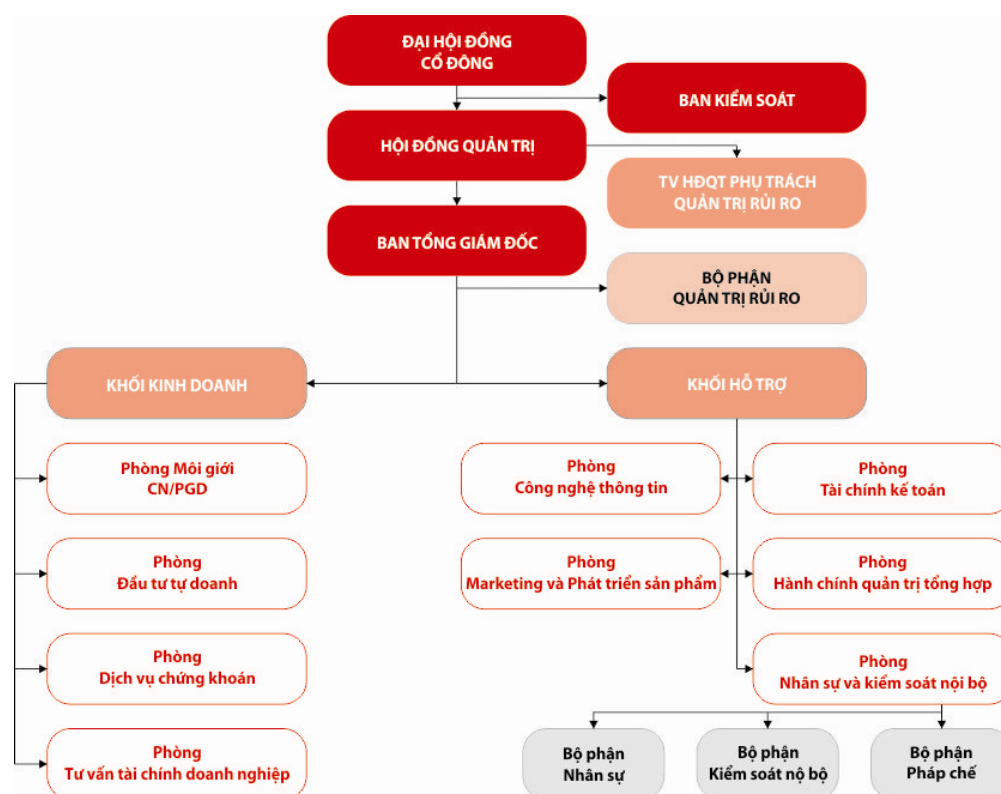 ĐẠI HỘI ĐỒNG
CỔ ĐÔNG
BAN KIỂM SOÁT
HỘI ĐỒNG QUẢN TRỊ
TV HĐQT PHỤ TRÁCH
QUẢN TRỊ RỦI RO
BAN TỔNG GIÁM ĐỐC
BỘ PHẬN
QUẢN TRỊ RỦI RO
KHỐI KINH DOANH
KHỐI HỖ TRỢ
Phòng Môi giới
CN/PGD
Phòng
Công nghệ thông tin
Phòng
Tài chính kế toán
Phòng
Đầu tư tự doanh
Phòng
Marketing và Phát triển sản phẩm
Phòng
Hành chính quản trị tổng hợp
Phòng
Dịch vụ chứng khoán
Phòng
Nhân sự và kiểm soát nội bộ
Phòng
Tư vấn tài chính doanh nghiệp
Bộ phận
Nhân sự
Bộ phận
Kiểm soát nộ bộ
Bộ phận
Pháp chế